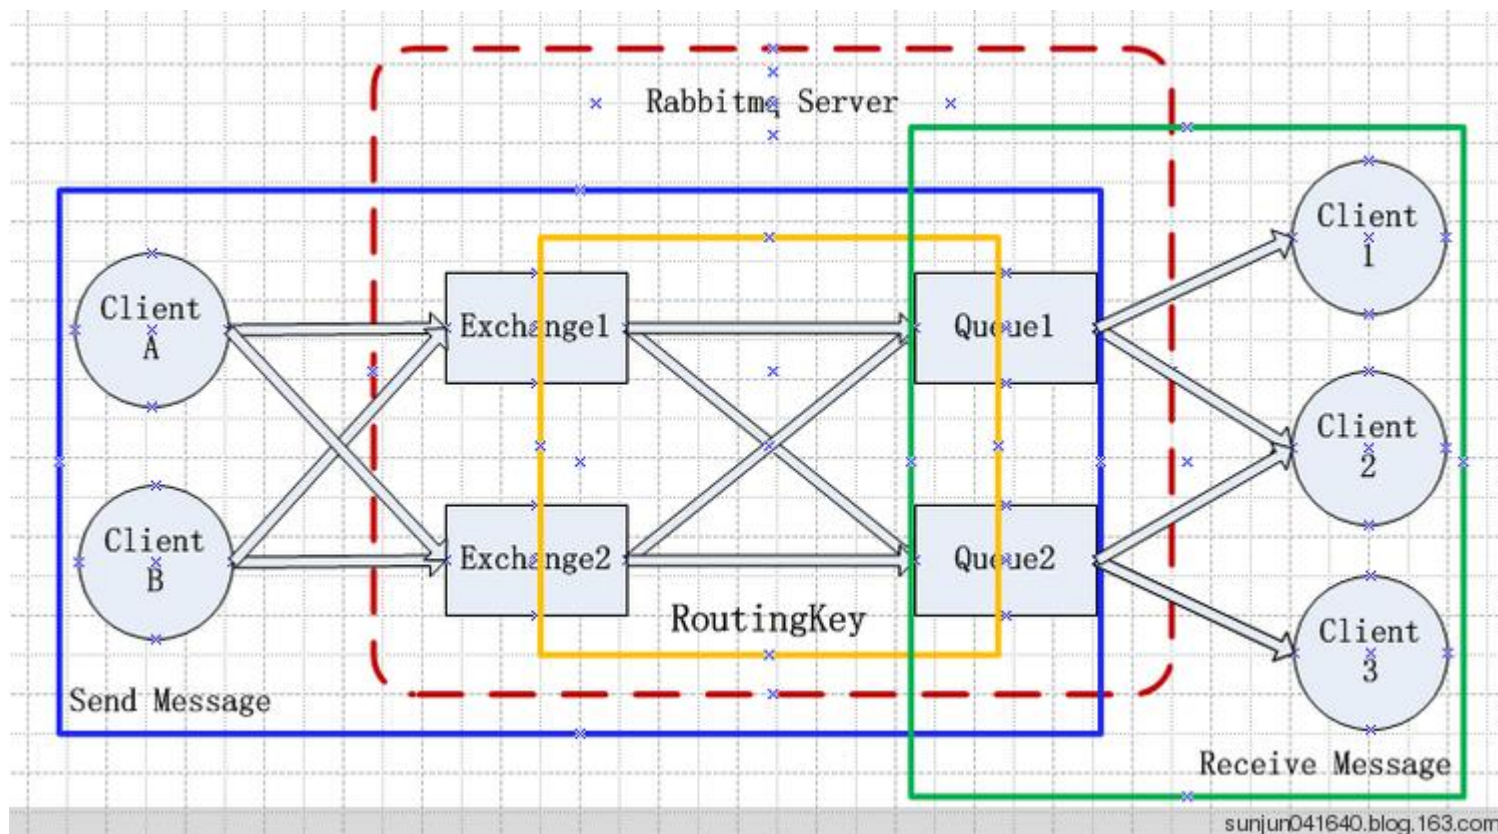 Rabbitmq Server
Client
1
Client
A
Exchange1
Queue1
Client
2
Client
B
Exchange2
Queue2
RoutingKey
Client
3
Send Message
Receive Message
sunjun041640.blog.163.com